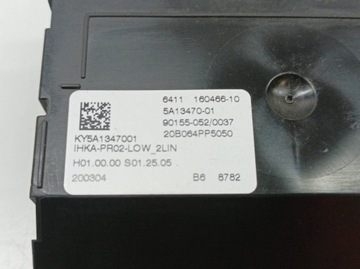 6411 160466-10
5A13470-01
90155-052/0037
KY5A1347001 20B064PP5050
IHKA-PR02-LOW_2LIN
H01.00.00 S01.25.05
200304 B6 8782